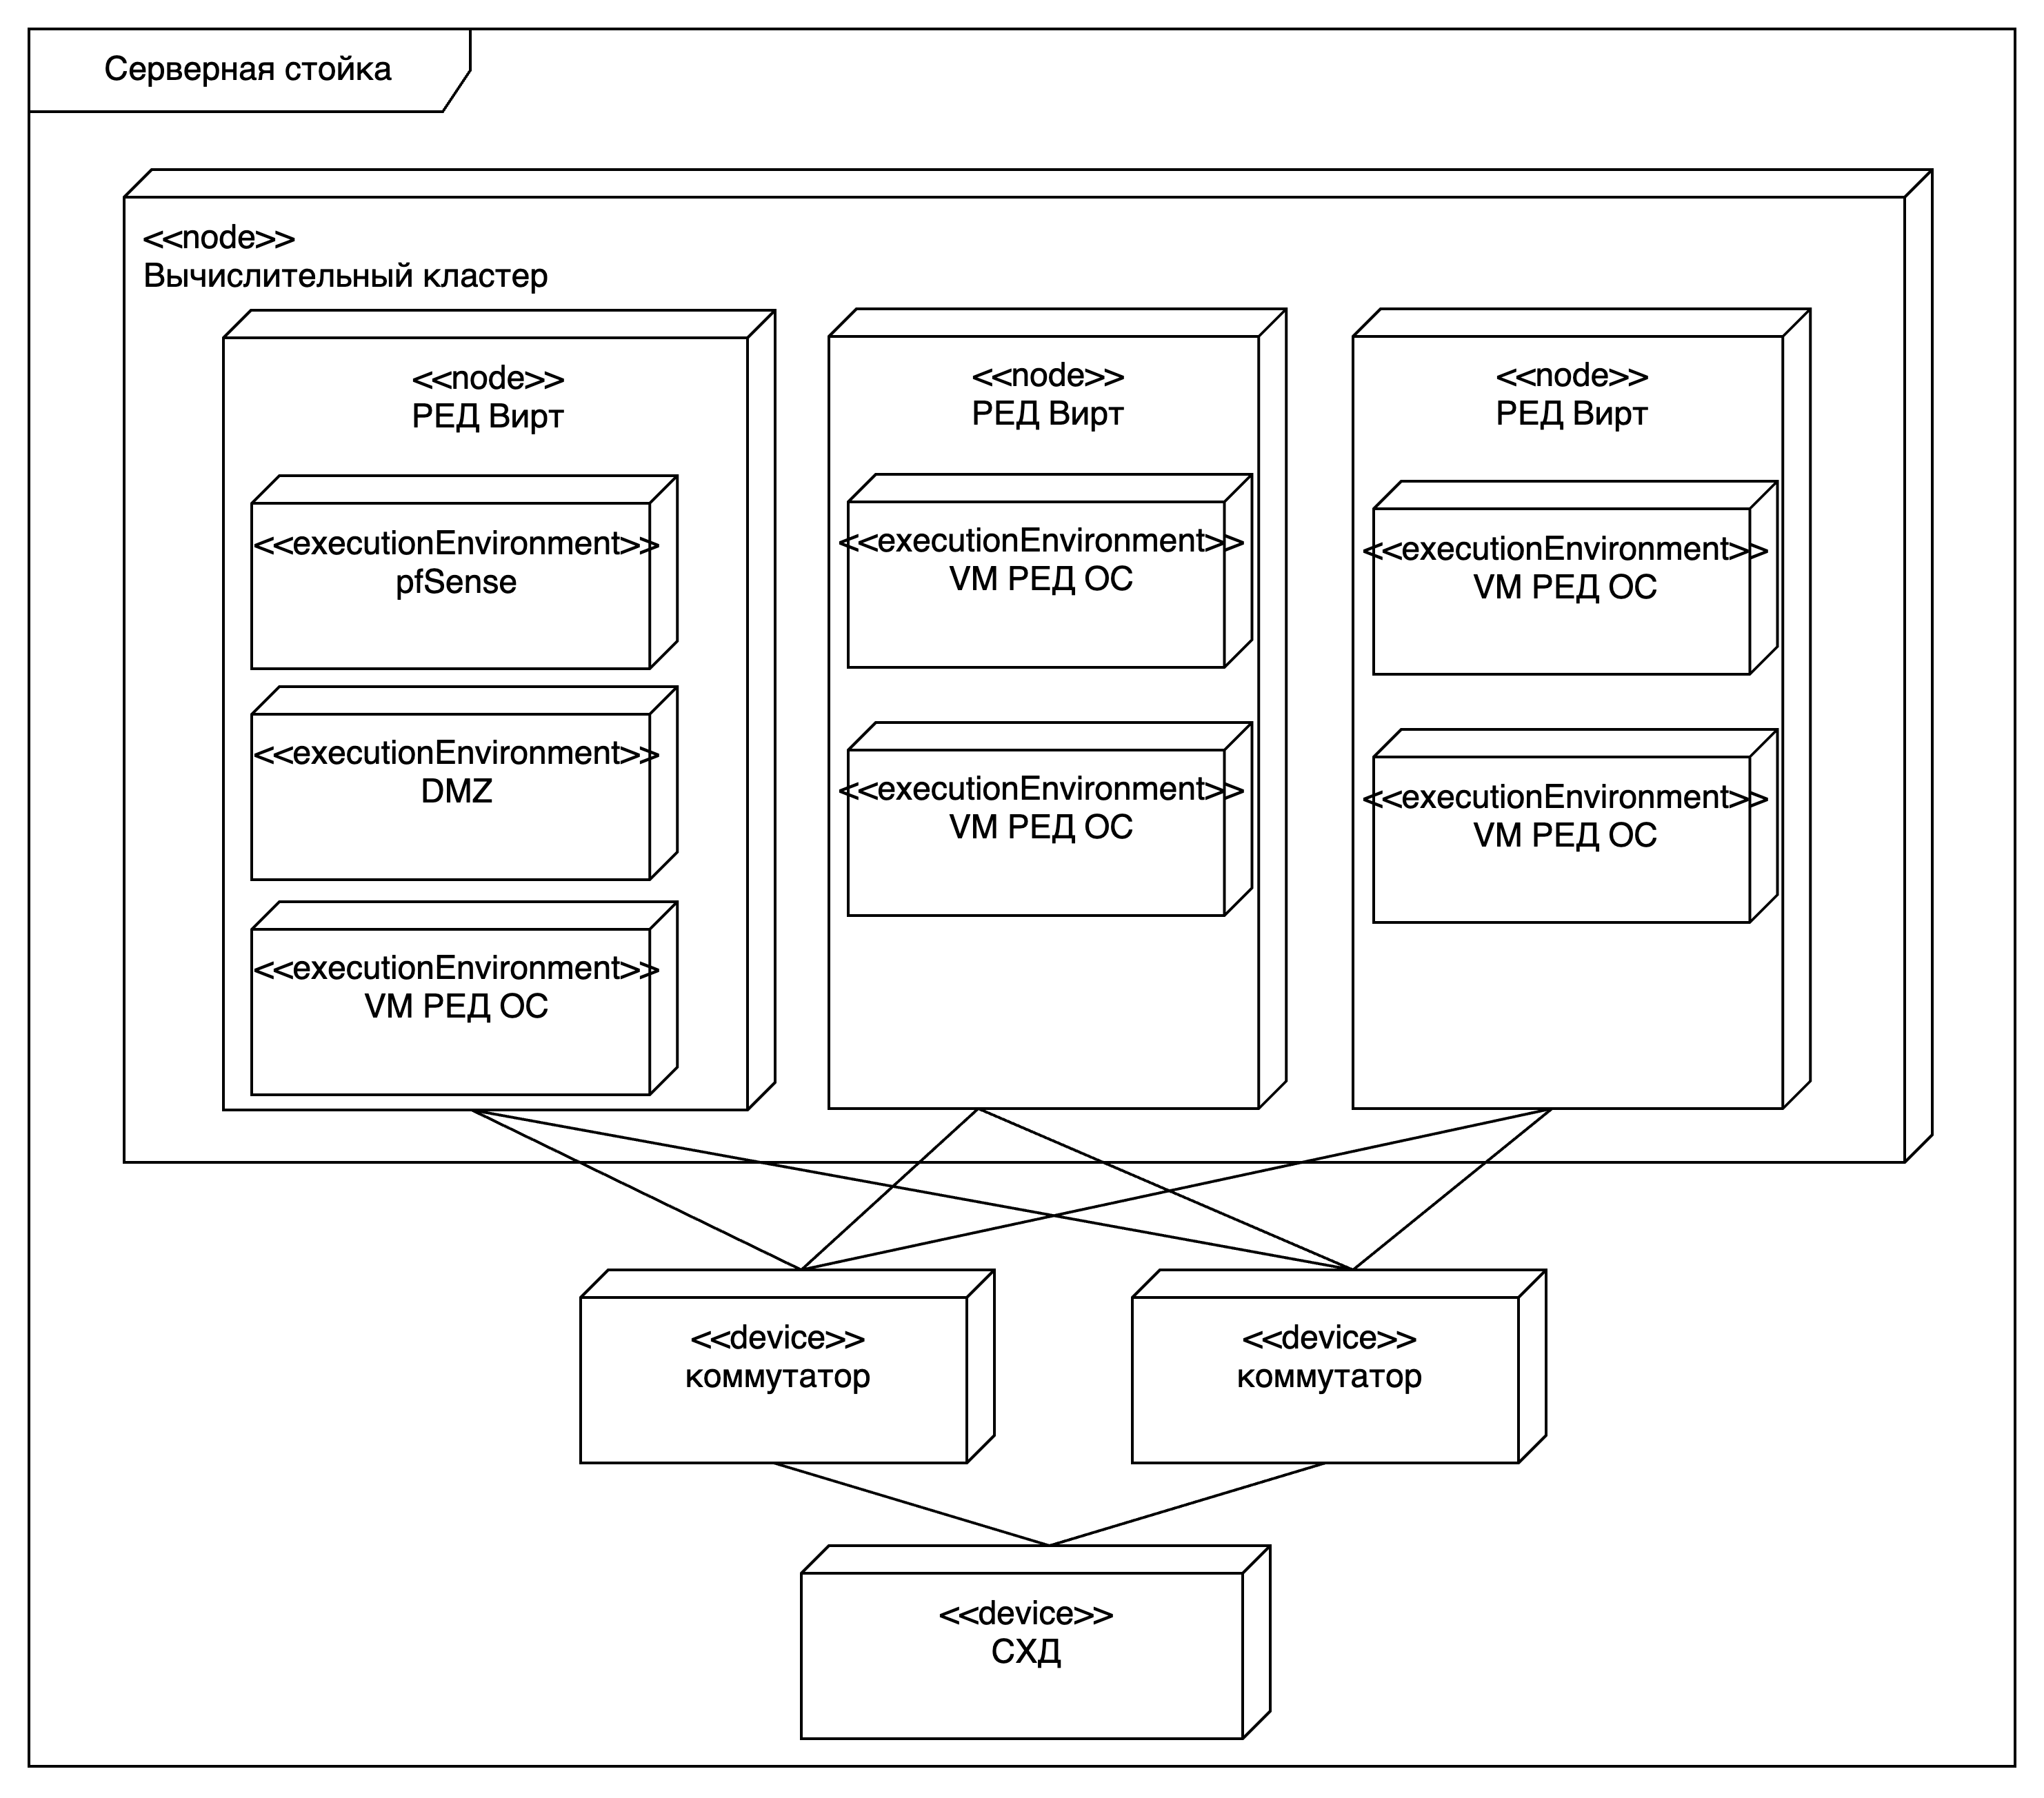 Серверная стойка
<<node>>
Вычислительный кластер
<<node>>
РЕД Вирт
<<executionEnvironment>>
pfSense
<<executionEnvironment>>
DMZ
<<executionEnvironment>>
VM РЕД ОС
<<node>>
РЕД Вирт
<<executionEnvironment>>
VM РЕД ОС
<<executionEnvironment>>
VM РЕД ОС
<<node>>
РЕД Вирт
<<executionEnvironment>>
VM РЕД ОС
<<executionEnvironment>>
VM РЕД ОС
<<device>>
коммутатор
<<device>>
коммутатор
<<device>>
СХД